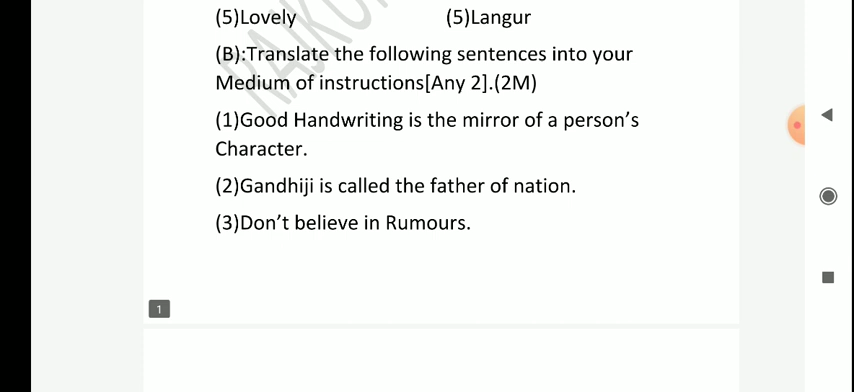 (5)Lovely (5)Langur
(B):Translate the following sentences into your
Medium of instructions[Any 2].(2M)
(1)Good Handwriting is the mirror of a person’s
Character.
(2)Gandhiji is called the father of nation.
(3)Don’t believe in Rumours.
1